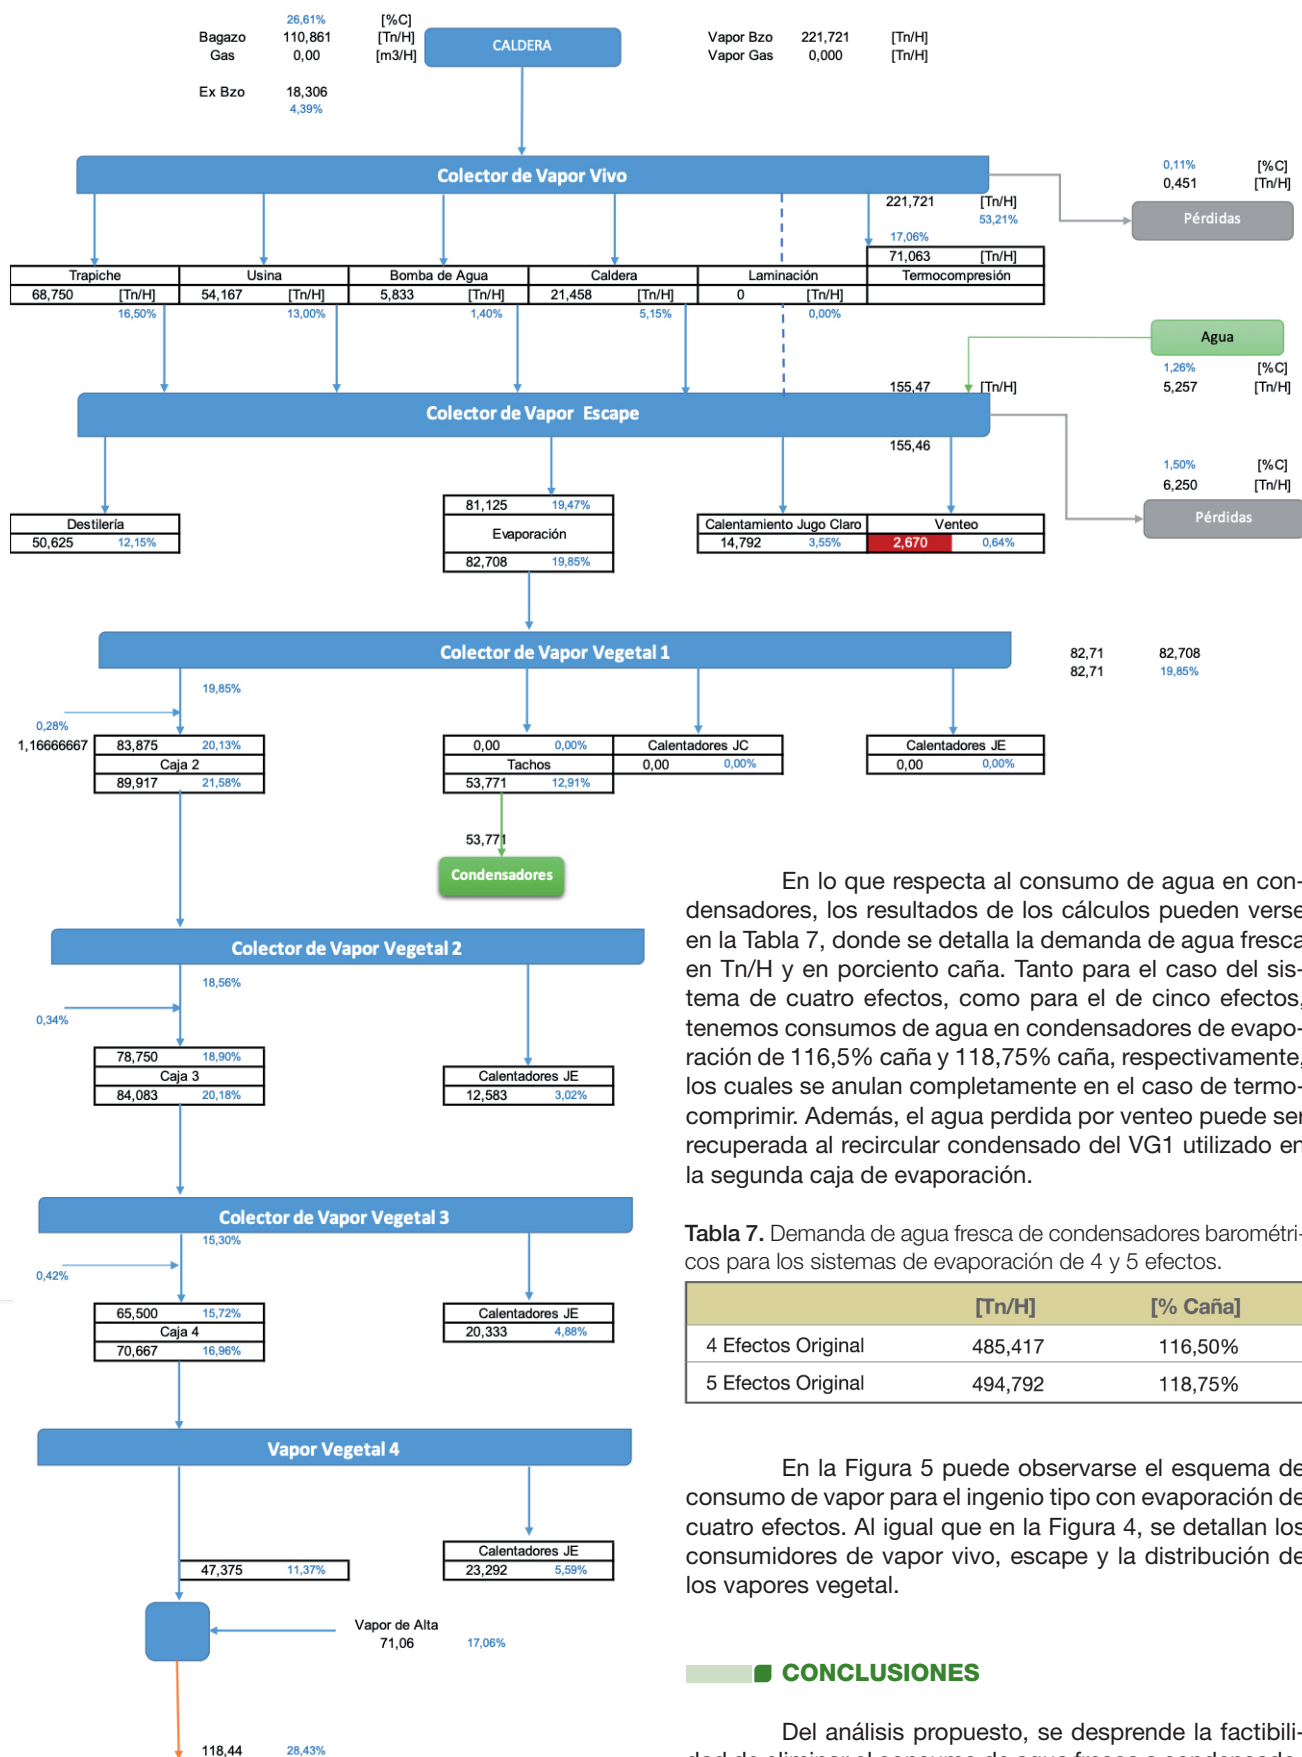 26,61% [%C]
Bagazo 110,861 [Tn/H]
Gas 0,00 [m3/H]
CALDERA
Vapor Bzo 221,721 [Tn/H]
Vapor Gas 0,000 [Tn/H]
Ex Bzo 18,306
4,39%
Colector de Vapor Vivo
0,11% [%C]
0,451 [Tn/H]
Pérdidas
221,721 [Tn/H]
53,21%
17,06%
71,063 [Tn/H]
Trapiche Usina Bomba de Agua Caldera Laminación Termocompresión
68,750 [Tn/H] 54,167 [Tn/H] 5,833 [Tn/H] 21,458 [Tn/H] 0 [Tn/H]
16,50% 13,00% 1,40% 5,15% 0,00%
Agua
1,26% [%C]
5,257 [Tn/H]
155,47 [Tn/H]
Colector de Vapor Escape
155,46
1,50% [%C]
6,250 [Tn/H]
Pérdidas
81,125 19,47%
Evaporación
82,708 19,85%
Destilería
50,625 12,15%
Calentamiento Jugo Claro Venteo
14,792 3,55% 2,670 0,64%
Colector de Vapor Vegetal 1
82,71 82,708
82,71 19,85%
19,85%
0,28%
1,16666667 83,875 20,13%
Caja 2
89,917 21,58%
0,00 0,00%
Tachos
53,771 12,91%
Calentadores JC
0,00 0,00%
Calentadores JE
0,00 0,00%
53,771
Condensadores
Colector de Vapor Vegetal 2
18,56%
0,34%
78,750 18,90%
Caja 3
84,083 20,18%
Calentadores JE
12,583 3,02%
Colector de Vapor Vegetal 3
15,30%
0,42%
65,500 15,72%
Caja 4
70,667 16,96%
Calentadores JE
20,333 4,88%
Vapor Vegetal 4
Calentadores JE
23,292 5,59%
47,375 11,37%
Vapor de Alta
71,06 17,06%
118,44 28,43%
En lo que respecta al consumo de agua en con-
densadores, los resultados de los cálculos pueden verse
en la Tabla 7, donde se detalla la demanda de agua fresca
en Tn/H y en porciento caña. Tanto para el caso del sis-
tema de cuatro efectos, como para el de cinco efectos,
tenemos consumos de agua en condensadores de evapo-
ración de 116,5% caña y 118,75% caña, respectivamente,
los cuales se anulan completamente en el caso de termo-
comprimir. Además, el agua perdida por venteo puede ser
recuperada al recircular condensado del VG1 utilizado en
la segunda caja de evaporación.
Tabla 7. Demanda de agua fresca de condensadores barométri-
cos para los sistemas de evaporación de 4 y 5 efectos.
[Tn/H] [% Caña]
4 Efectos Original 485,417 116,50%
5 Efectos Original 494,792 118,75%
En la Figura 5 puede observarse el esquema de
consumo de vapor para el ingenio tipo con evaporación de
cuatro efectos. Al igual que en la Figura 4, se detallan los
consumidores de vapor vivo, escape y la distribución de
los vapores vegetal.
CONCLUSIONES
Del análisis propuesto, se desprende la factibili-
dad de eliminar el consumo de agua fresca a condensado-